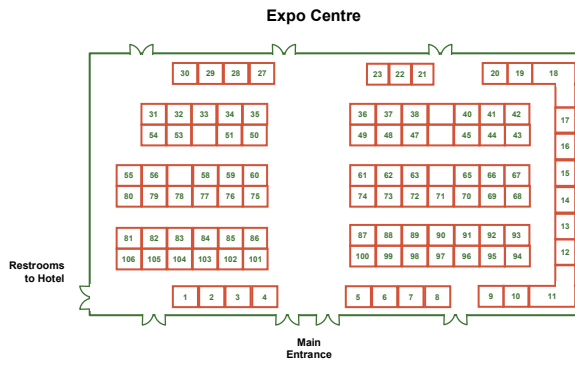 Expo Centre
30 29 28 27
23 22 21
20 19 18
31 32 33 34 35
36 37 38 40 41 42
17
54 53 51 50
49 48 47 45 44 43
16
55 56 58 59 60
61 62 63 65 66 67
15
80 79 78 77 76 75
74 73 72 71 70 69 68
14
13
81 82 83 84 85 86
87 88 89 90 91 92 93
12
106 105 104 103 102 101
100 99 98 97 96 95 94
Restrooms
to Hotel
1 2 3 4
5 6 7 8
9 10 11
Main
Entrance